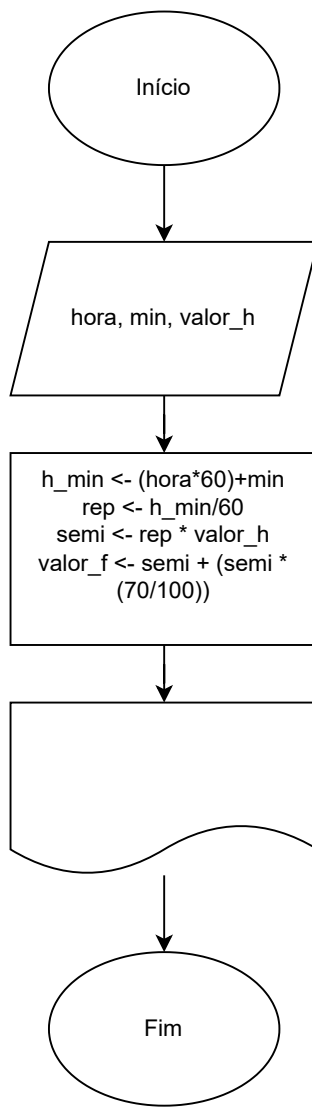 Início
hora, min, valor_h
h_min <- (hora*60)+min
rep <- h_min/60
semi <- rep * valor_h
valor_f <- semi + (semi *
(70/100))
Fim